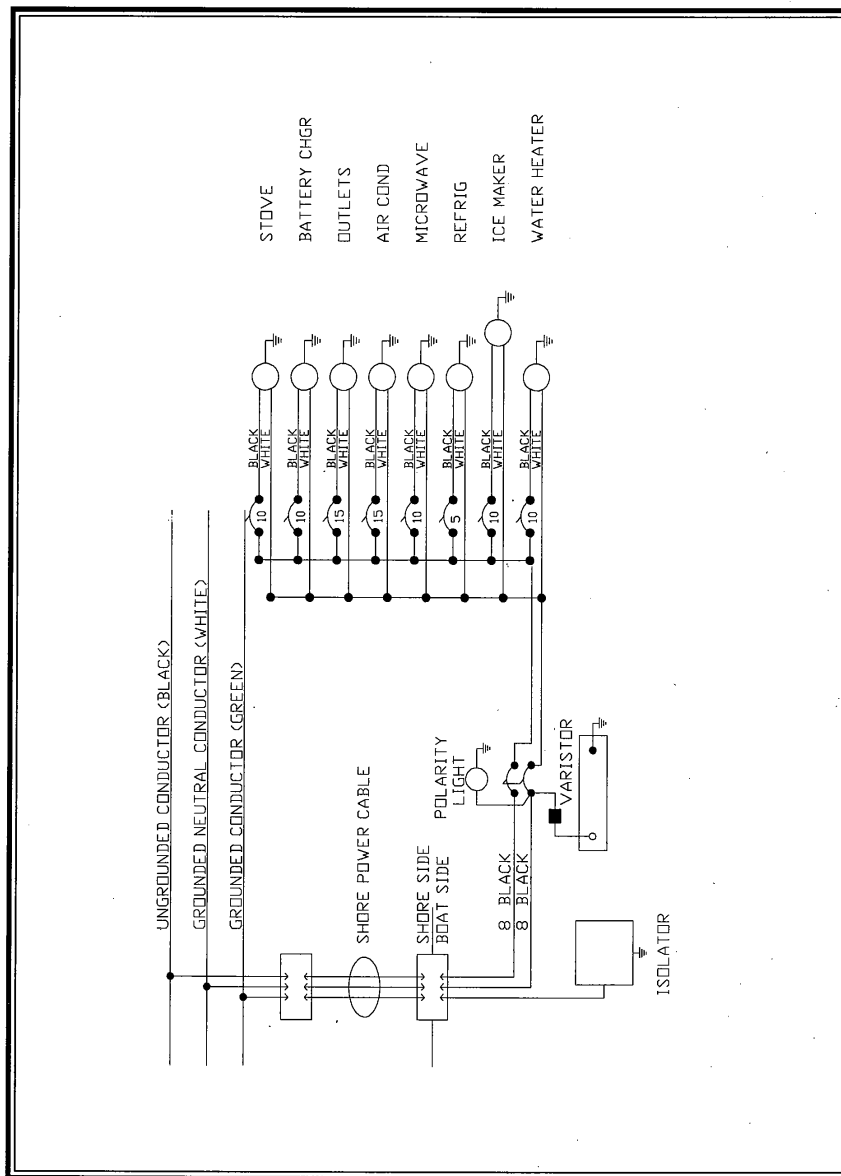 UNGROUNDED CONDUCTOR (BLACK)
GROUNDED NEUTRAL CONDUCTOR (WHITE)
GROUNDED CONDUCTOR (GREEN)
SHORE POWER CABLE
SHORE SIDE
BOAT SIDE
8 BLACK
8 BLACK
POLARITY
LIGHT
VARISTOR
ISOLATOR
10
BLACK
WHITE
STOVE
10
BLACK
WHITE
BATTERY CHGR
15
BLACK
WHITE
OUTLETS
15
BLACK
WHITE
AIR COND
10
BLACK
WHITE
MICROWAVE
5
BLACK
WHITE
REFRIG
10
BLACK
WHITE
ICE MAKER
10
BLACK
WHITE
WATER HEATER